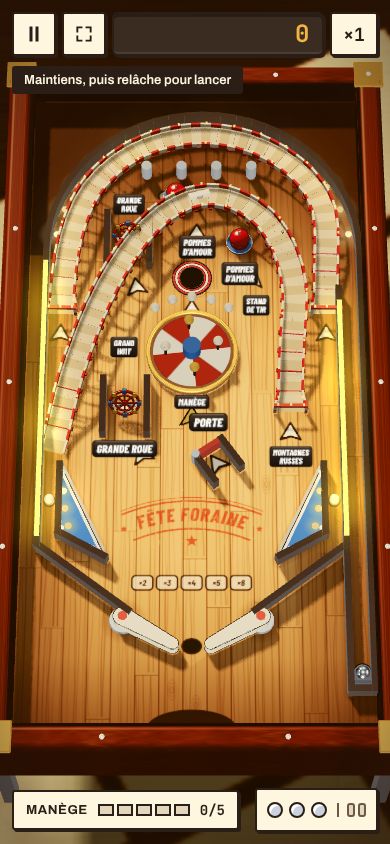 0
×1
Maintiens, puis relâche pour lancer
GRANDE
ROUE
POMMES
D'AMOUR
POMMES
D'AMOUR
STAND
DE TIR
GRAND
HUIT
MANÈGE
PORTE
GRANDE ROUE
MONTAGNES
RUSSES
FÊTE FORAINE
×2 ×3 ×4 ×5 ×8
MANÈGE 0/5